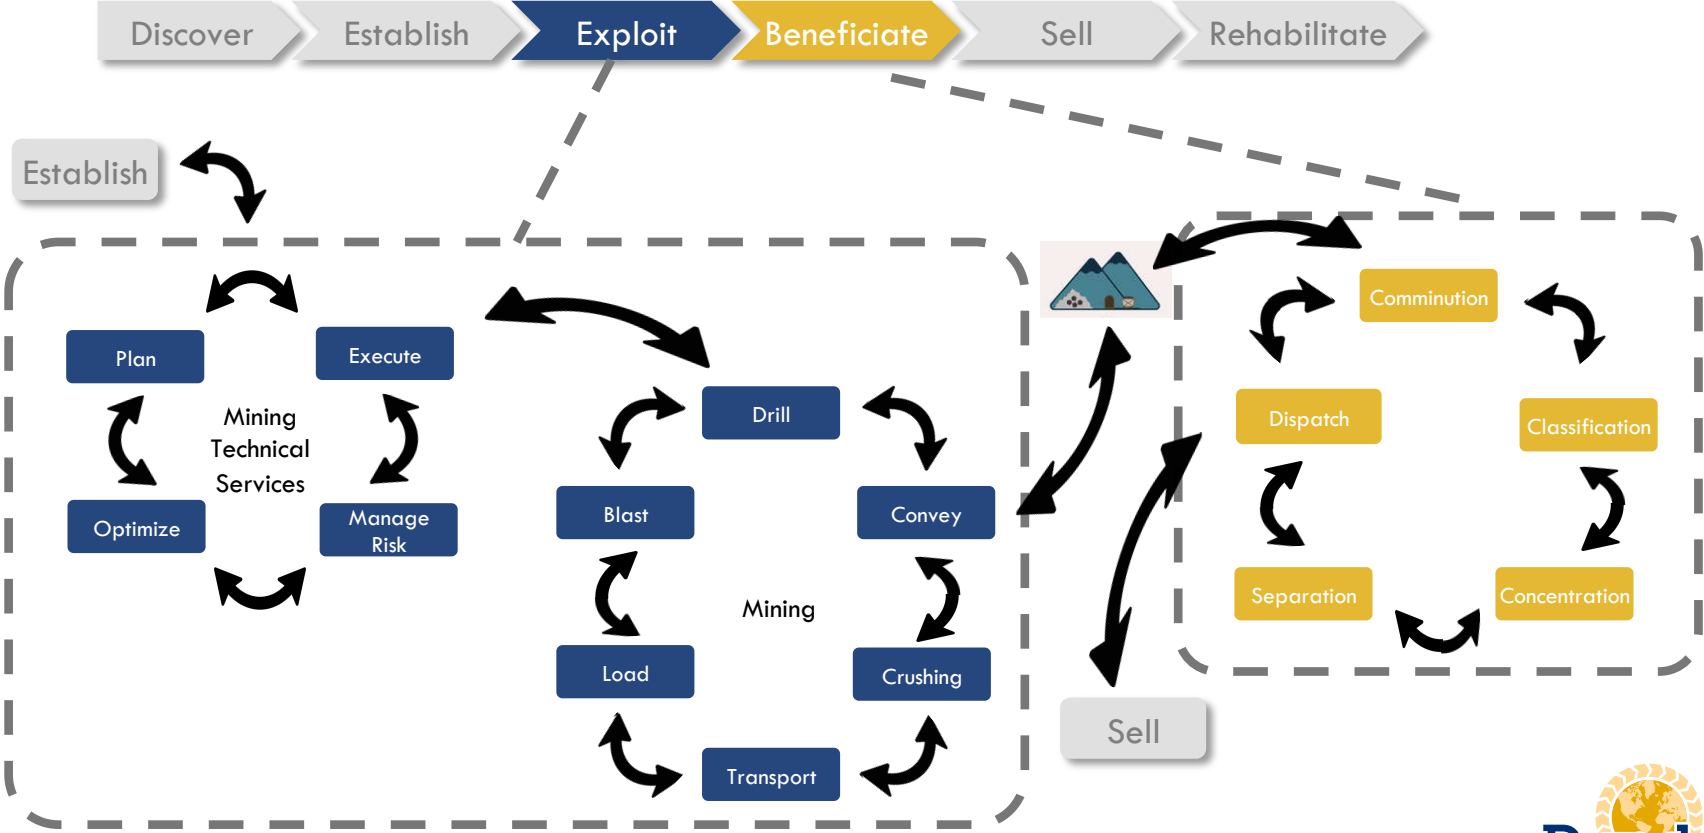 Discover
Establish
Exploit
Beneficiate
Sell
Rehabilitate
Establish
Plan
Execute
Mining
Technical
Services
Optimize
Manage
Risk
Drill
Blast
Convey
Mining
Load
Crushing
Transport
Comminution
Dispatch
Classification
Separation
Concentration
Sell